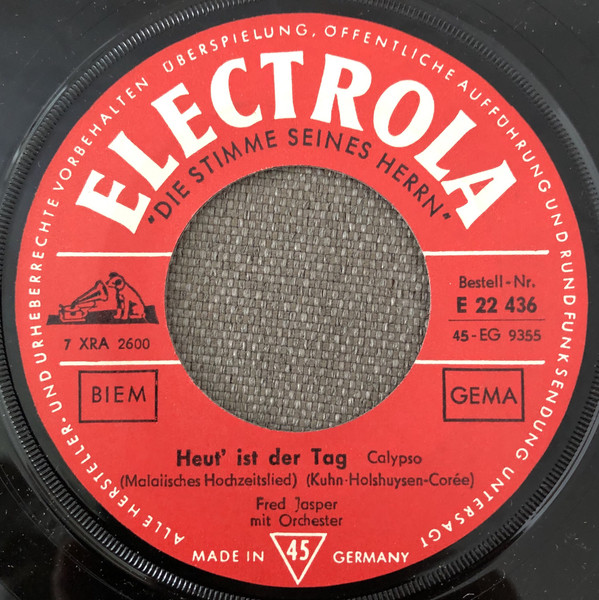 ALLE HERSTELLER- UND URHEBERRECHTE VORBEHALTEN ÜBERSPIELUNG, ÖFFENTLICHE AUFFÜHRUNG UND RUNDFUNKSENDUNG UNTERSAGT
ELECTROLA
"DIE STIMME SEINES HERRN"
Bestell-Nr.
E 22 436
7 XRA 2600
45-EG 9355
BIEM
GEMA
Heut' ist der Tag Calypso
(Malaiisches Hochzeitslied) (Kuhn-Holshuysen-Corée)
Fred Jasper
mit Orchester
MADE IN 45 GERMANY